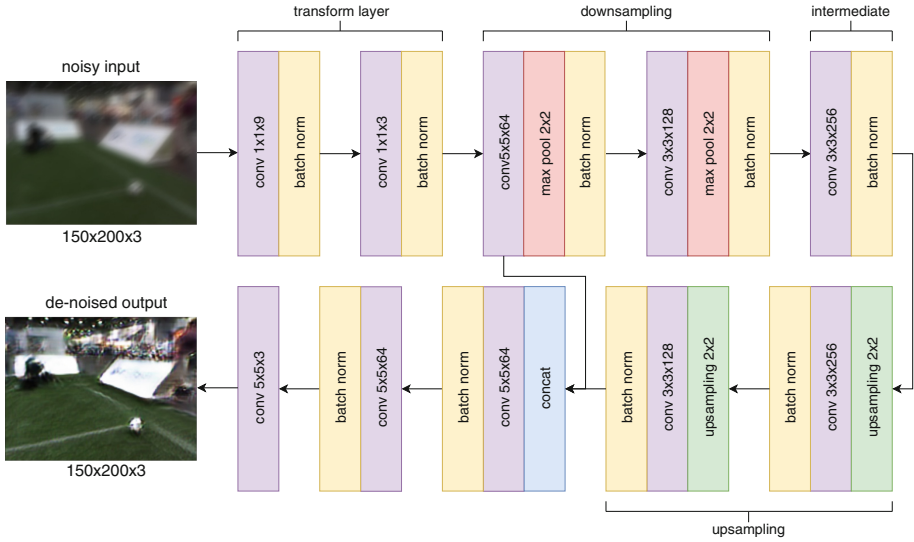 transform layer
downsampling
intermediate
noisy input
150x200x3
conv 1x1x9
batch norm
conv 1x1x3
batch norm
conv5x5x64
max pool 2x2
batch norm
conv 3x3x128
max pool 2x2
batch norm
conv 3x3x256
batch norm
de-noised output
150x200x3
conv 5x5x3
batch norm
conv 5x5x64
batch norm
conv 5x5x64
concat
batch norm
conv 3x3x128
upsampling 2x2
batch norm
conv 3x3x256
upsampling 2x2
upsampling